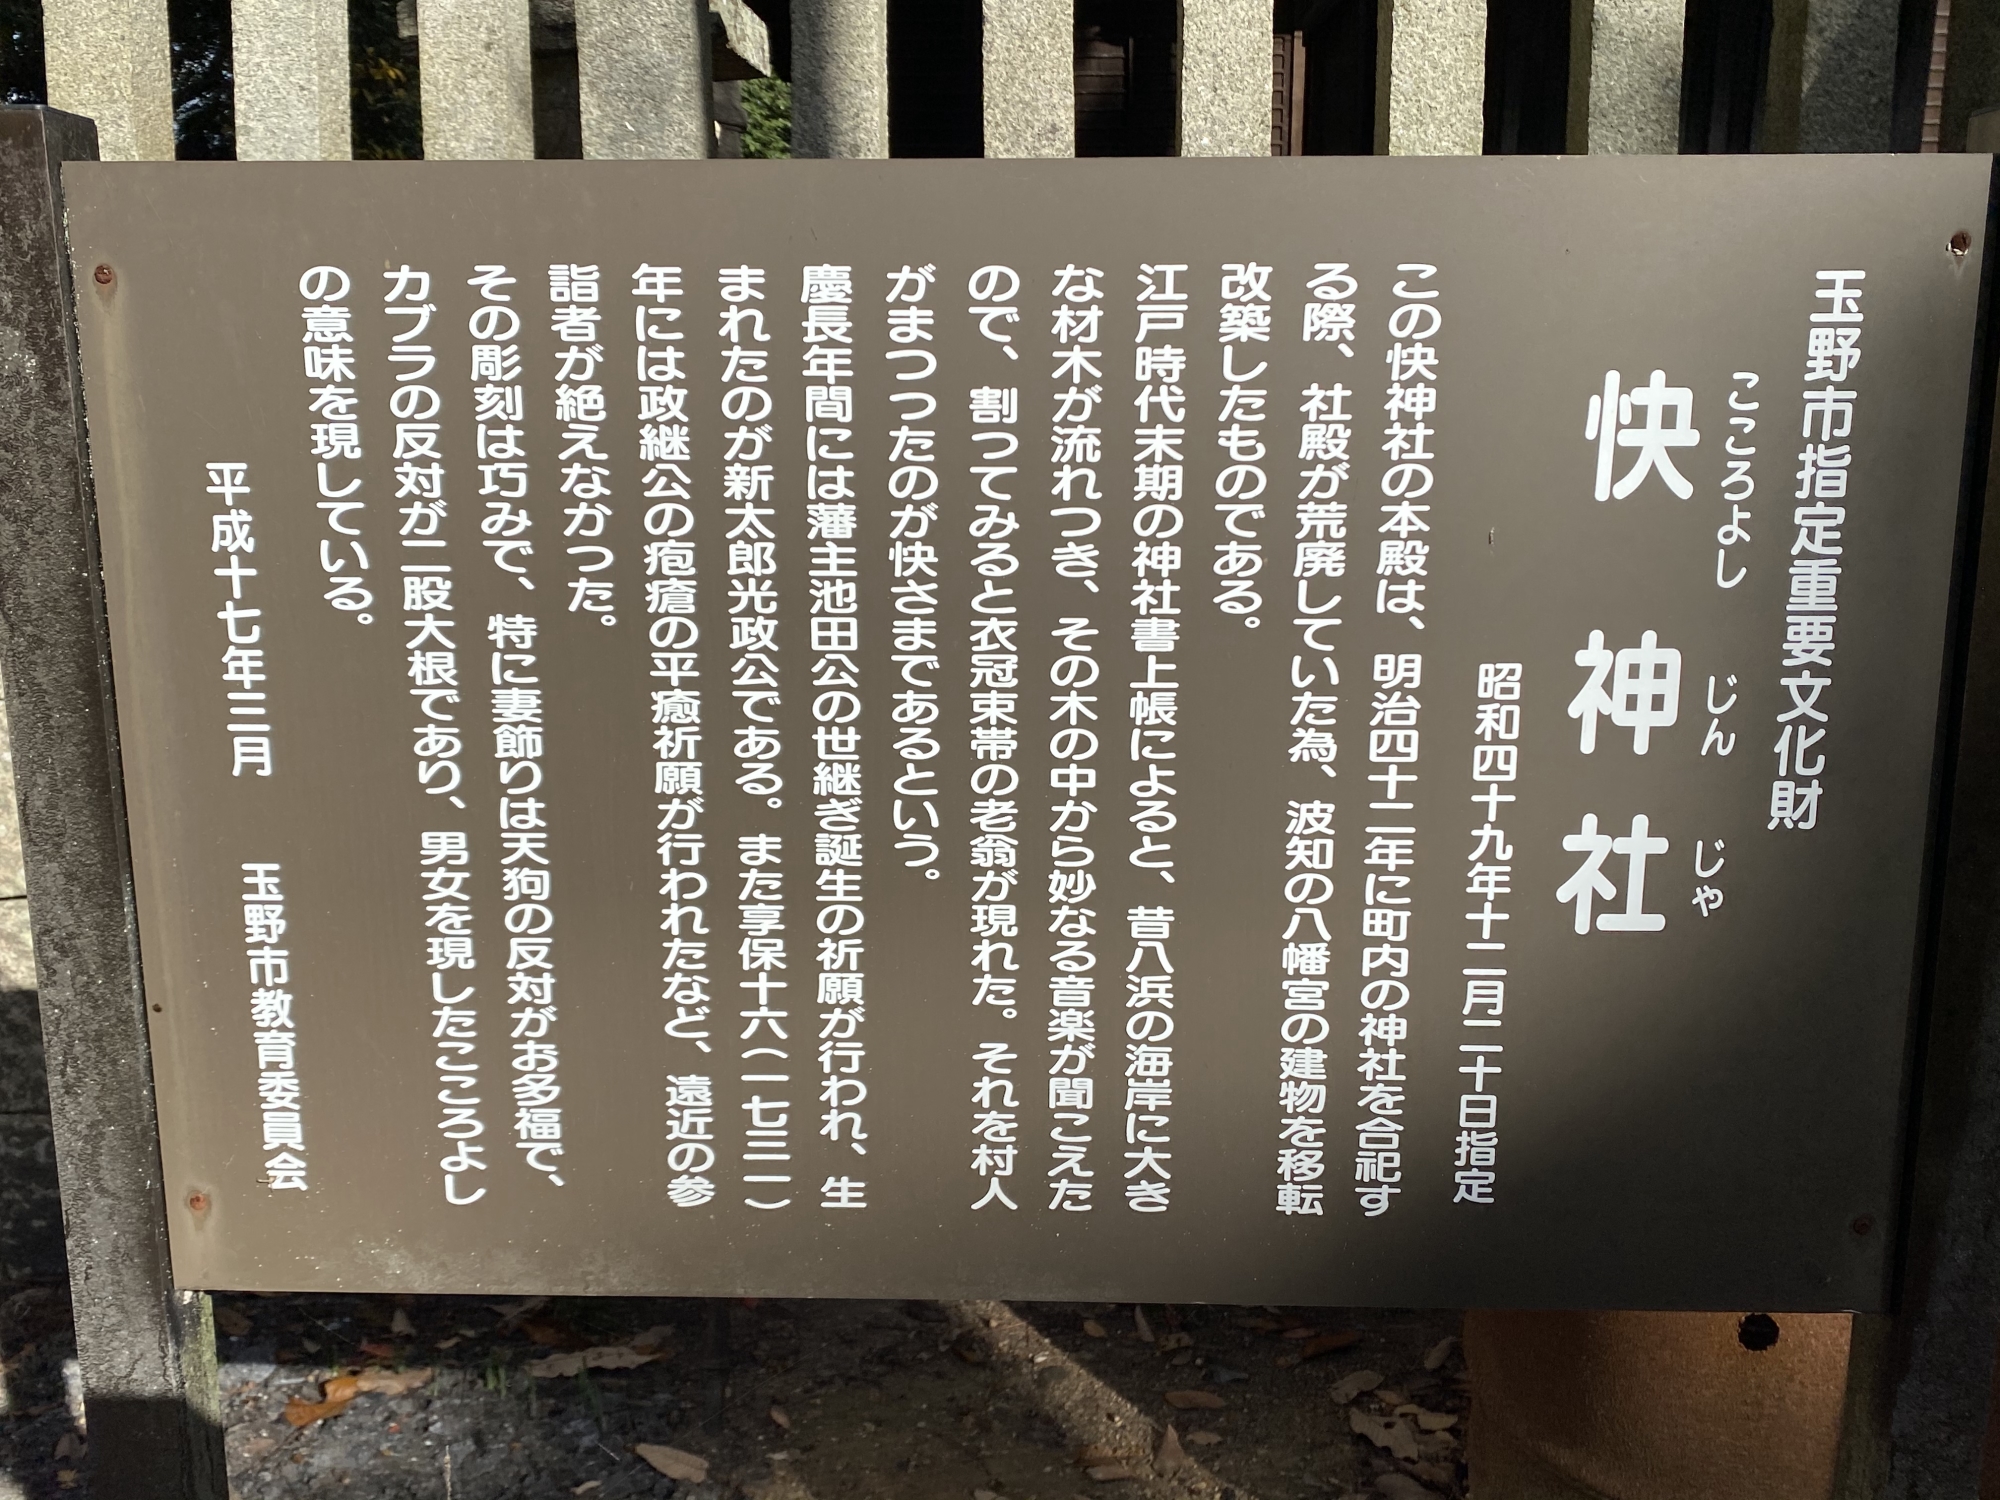 玉野市指定重要文化財
こころよし じん じゃ
快神社
昭和四十九年十二月二十日指定
この快神社の本殿は、明治四十二年に町内の神社を合祀す
る際、社殿が荒廃していた為、波知の八幡宮の建物を移転
改築したものである。
江戸時代末期の神社書上帳によると、昔八浜の海岸に大き
な材木が流れつき、その木の中から妙なる音楽が聞こえた
ので、割つてみると衣冠束帯の老翁が現れた。それを村人
がまつつたのが快さまであるという。
慶長年間には藩主池田公の世継ぎ誕生の祈願が行われ、生
まれたのが新太郎光政公である。また享保十六(一七三一)
年には政継公の疱瘡の平癒祈願が行われたなど、遠近の参
詣者が絶えなかつた。
その彫刻は巧みで、特に妻飾りは天狗の反対がお多福で、
カブラの反対が二股大根であり、男女を現したこころよし
の意味を現している。
平成十七年三月 玉野市教育委員会